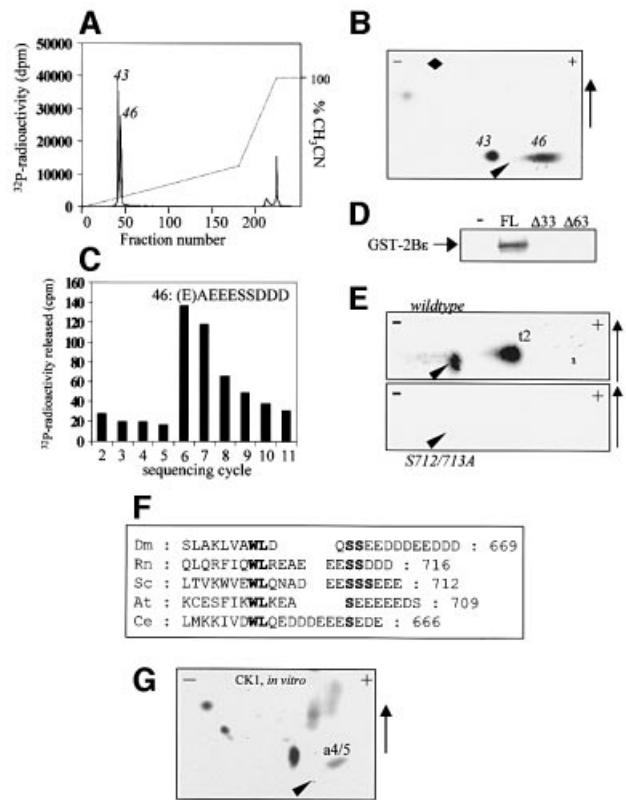 A
50000
40000
30000
20000
10000
0
³²P-radioactivity (dpm)
43
46
100
% CH₃CN
0 50 100 150 200
Fraction number
B
− +
43 46
C
160
140
120
100
80
60
40
20
0
³²P-radioactivity released (cpm)
46: (E)AEEESSDDD
2 3 4 5 6 7 8 9 10 11
sequencing cycle
D
- FL Δ33 Δ63
GST-2Bε
E
wildtype
- +
t2
- +
S712/713A
F
Dm : SLAKLVAWLD QSSEEDDDEEDDD : 669
Rn : QLQRFIQWLREAE EESSDDD : 716
Sc : LTVKWVEWLQNAD EESSSEEE : 712
At : KCESFIKWLKEA SEEEEEDS : 709
Ce : LMKKIVDWLQEDDDEEESEDE : 666
G
− CK1, in vitro +
a4/5